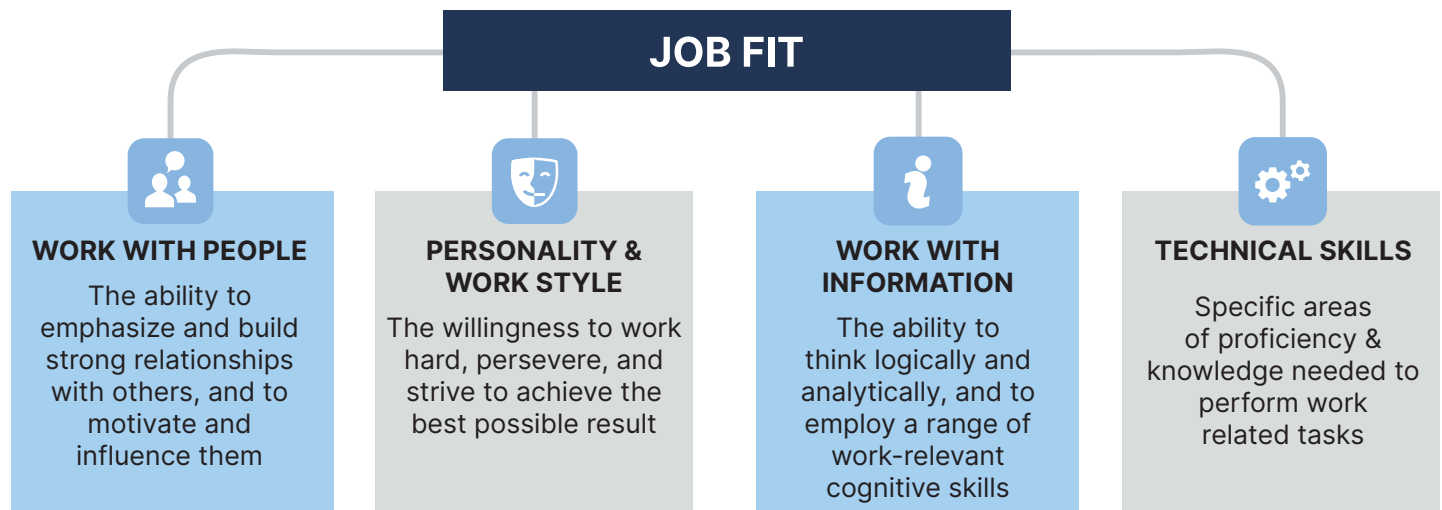 JOB FIT
WORK WITH PEOPLE
The ability to
emphasize and build
strong relationships
with others, and to
motivate and
influence them
PERSONALITY &
WORK STYLE
The willingness to work
hard, persevere, and
strive to achieve the
best possible result
WORK WITH
INFORMATION
The ability to
think logically and
analytically, and to
employ a range of
work-relevant
cognitive skills
TECHNICAL SKILLS
Specific areas
of proficiency &
knowledge needed to
perform work
related tasks